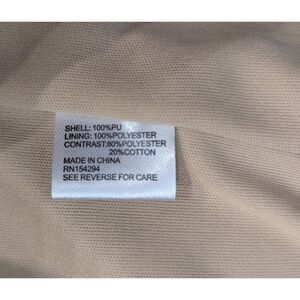 SHELL: 100%PU
LINING: 100%POLYESTER
CONTRAST:80%POLYESTER
20%COTTON
MADE IN CHINA
RN154294
SEE REVERSE FOR CARE